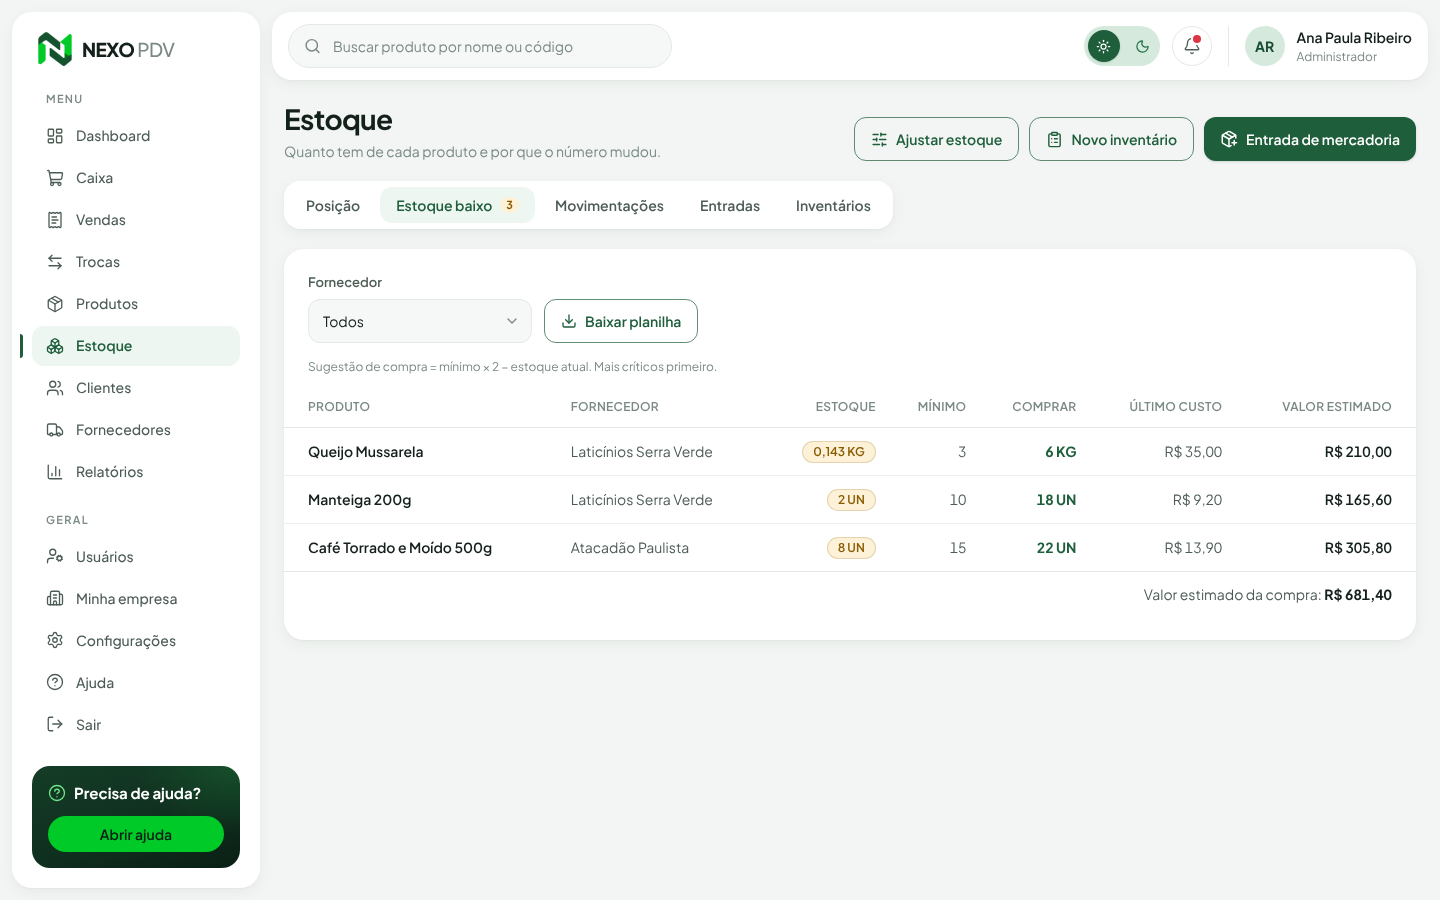 NEXO PDV
MENU
Dashboard
Caixa
Vendas
Trocas
Produtos
Estoque
Clientes
Fornecedores
Relatórios
GERAL
Usuários
Minha empresa
Configurações
Ajuda
Sair
Precisa de ajuda?
Abrir ajuda
Buscar produto por nome ou código
AR
Ana Paula Ribeiro
Administrador
Estoque
Quanto tem de cada produto e por que o número mudou.
Ajustar estoque
Novo inventário
Entrada de mercadoria
Posição
Estoque baixo 3
Movimentações
Entradas
Inventários
Fornecedor
Todos
Baixar planilha
Sugestão de compra = mínimo × 2 − estoque atual. Mais críticos primeiro.
PRODUTO FORNECEDOR ESTOQUE MÍNIMO COMPRAR ÚLTIMO CUSTO VALOR ESTIMADO
Queijo Mussarela Laticínios Serra Verde 0,143 KG 3 6 KG R$ 35,00 R$ 210,00
Manteiga 200g Laticínios Serra Verde 2 UN 10 18 UN R$ 9,20 R$ 165,60
Café Torrado e Moído 500g Atacadão Paulista 8 UN 15 22 UN R$ 13,90 R$ 305,80
Valor estimado da compra: R$ 681,40